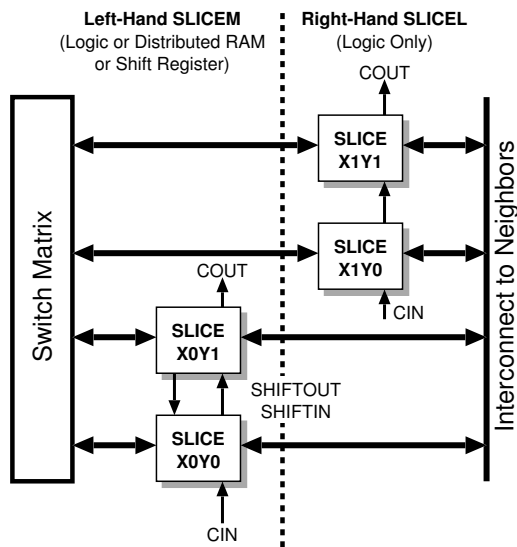 Left-Hand SLICEM
(Logic or Distributed RAM
or Shift Register)
Right-Hand SLICEL
(Logic Only)
COUT
SLICE
X1Y1
SLICE
X1Y0
COUT
CIN
SLICE
X0Y1
SHIFTOUT
SHIFTIN
SLICE
X0Y0
CIN
Switch Matrix
Interconnect to Neighbors